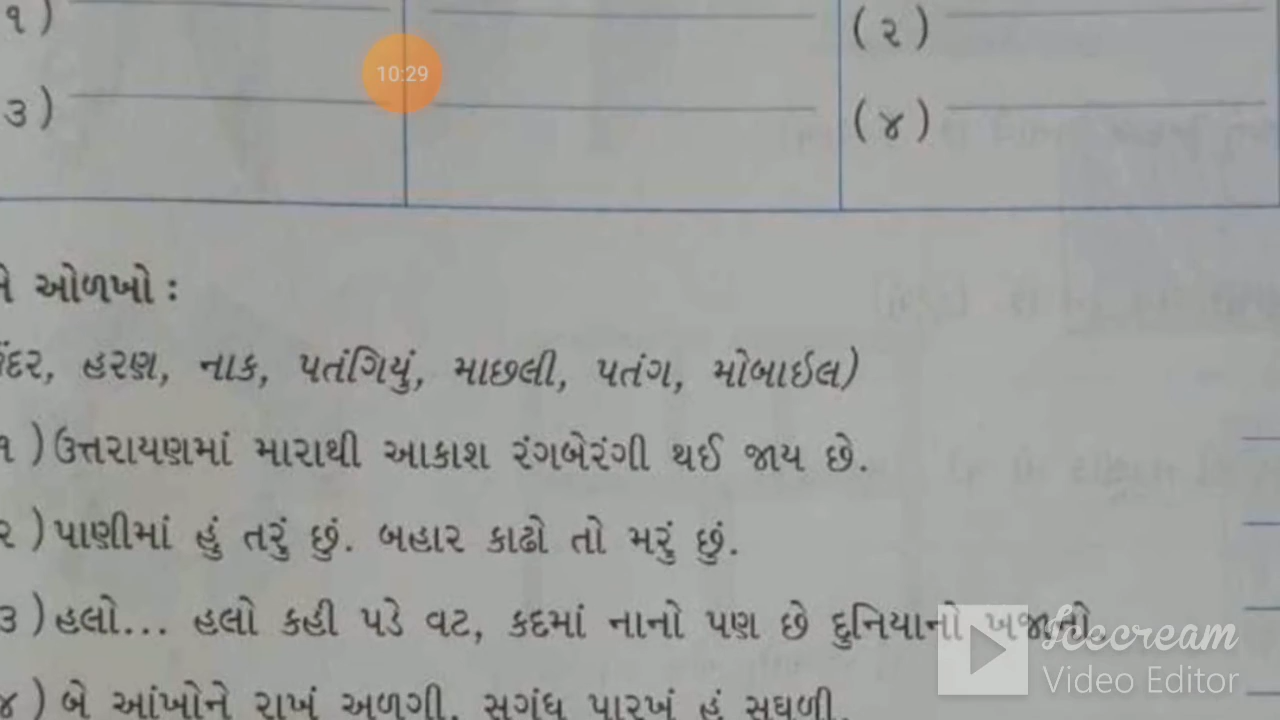 ૧) (૨)
10:29
૩) (૪)
ઓળખો :
હરણ, નાક, પતંગિયું, માછલી, પતંગ, મોબાઈલ)
૧) ઉત્તરાયણમાં મારાથી આકાશ રંગબેરંગી થઈ જાય છે.
૨) પાણીમાં હું તરું છું. બહાર કાઢો તો મરું છું.
૩) હલો... હલો કહી પડે વટ, કદમાં નાનો પણ છે દુનિયાનો ખજાનો.
Icecream
Video Editor
૪) બે આંખોને રાખું અળગી, સુગંધ પારખું હું સઘળી.